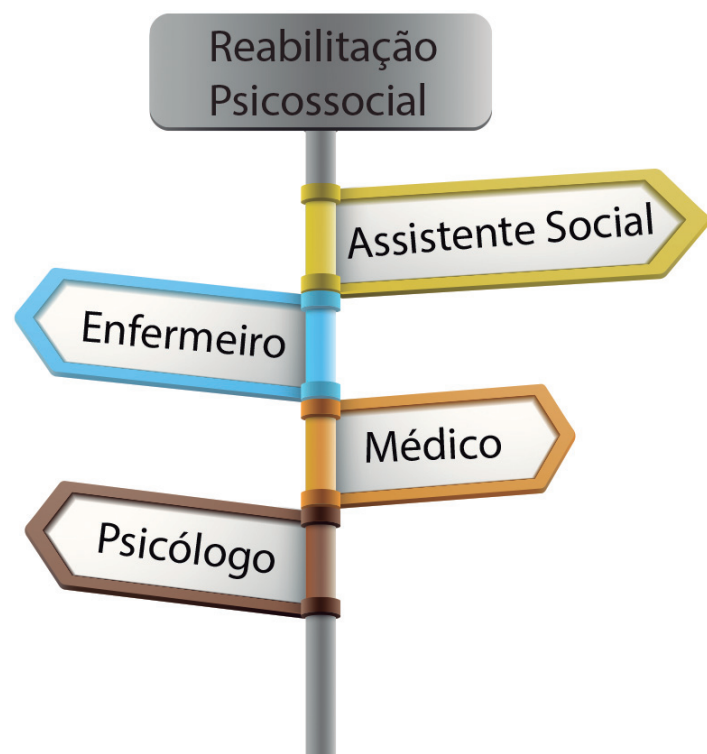 Reabilitação
Psicossocial
Assistente Social
Enfermeiro
Médico
Psicólogo